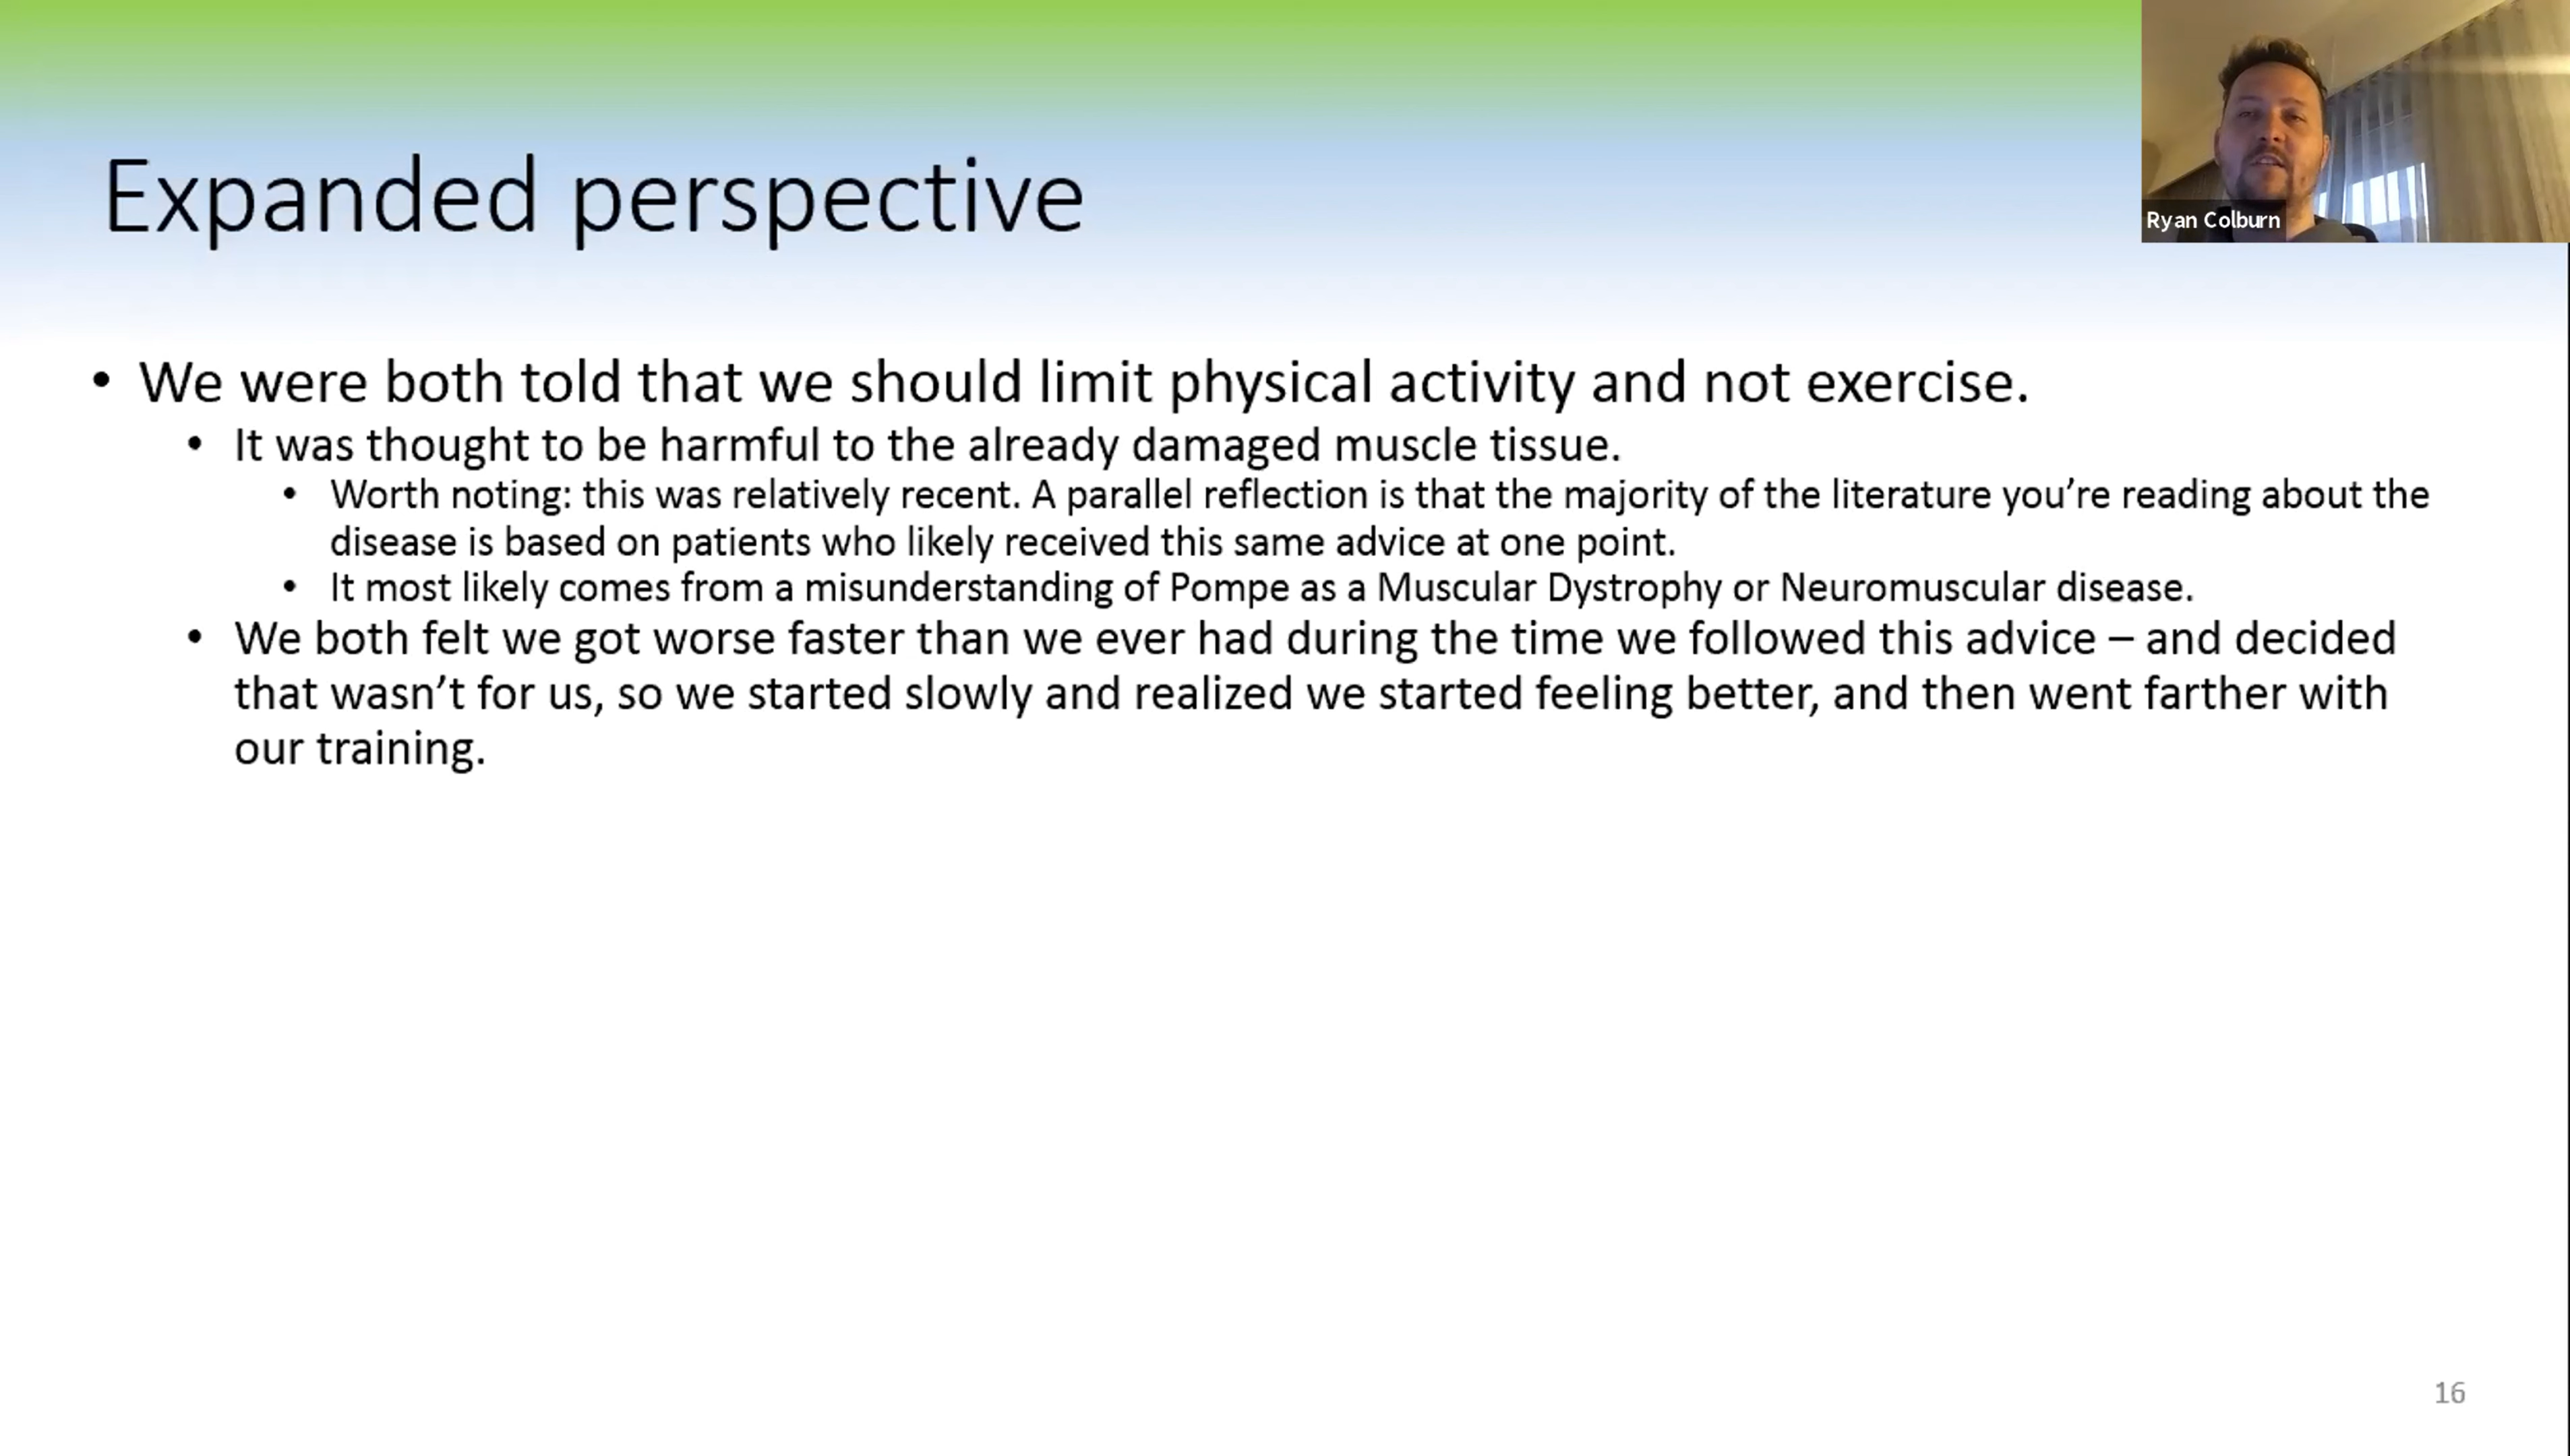 Expanded perspective
Ryan Colburn
• We were both told that we should limit physical activity and not exercise.
• It was thought to be harmful to the already damaged muscle tissue.
• Worth noting: this was relatively recent. A parallel reflection is that the majority of the literature you’re reading about the
disease is based on patients who likely received this same advice at one point.
• It most likely comes from a misunderstanding of Pompe as a Muscular Dystrophy or Neuromuscular disease.
• We both felt we got worse faster than we ever had during the time we followed this advice – and decided
that wasn’t for us, so we started slowly and realized we started feeling better, and then went farther with
our training.
16